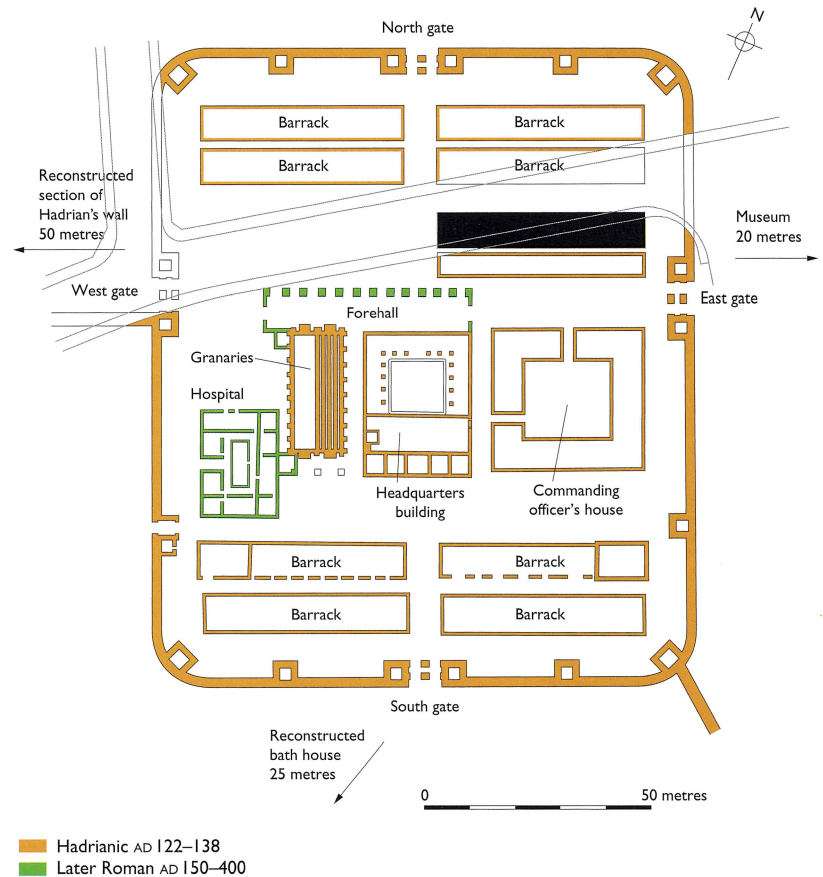 North gate
N
Barrack
Barrack
Barrack
Barrack
Reconstructed
section of
Hadrian's wall
50 metres
Museum
20 metres
West gate
East gate
Forehall
Granaries
Hospital
Headquarters
building
Commanding
officer's house
Barrack
Barrack
Barrack
Barrack
South gate
Reconstructed
bath house
25 metres
0
50 metres
Hadrianic AD 122–138
Later Roman AD 150–400